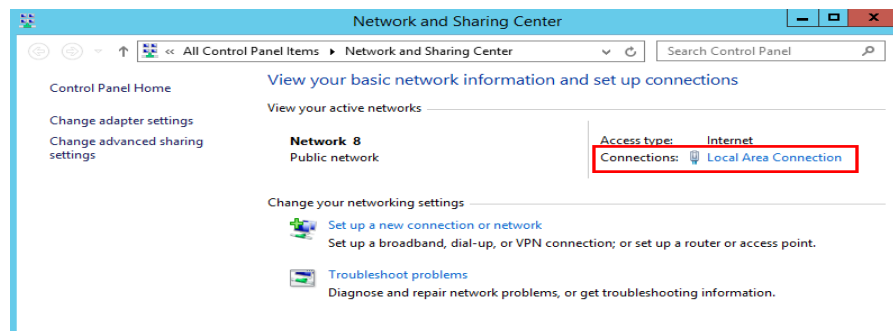 Network and Sharing Center
« All Control Panel Items Network and Sharing Center
Search Control Panel
Control Panel Home
Change adapter settings
Change advanced sharing
settings
View your basic network information and set up connections
View your active networks
Network 8
Public network
Access type: Internet
Connections: Local Area Connection
Change your networking settings
Set up a new connection or network
Set up a broadband, dial-up, or VPN connection; or set up a router or access point.
Troubleshoot problems
Diagnose and repair network problems, or get troubleshooting information.